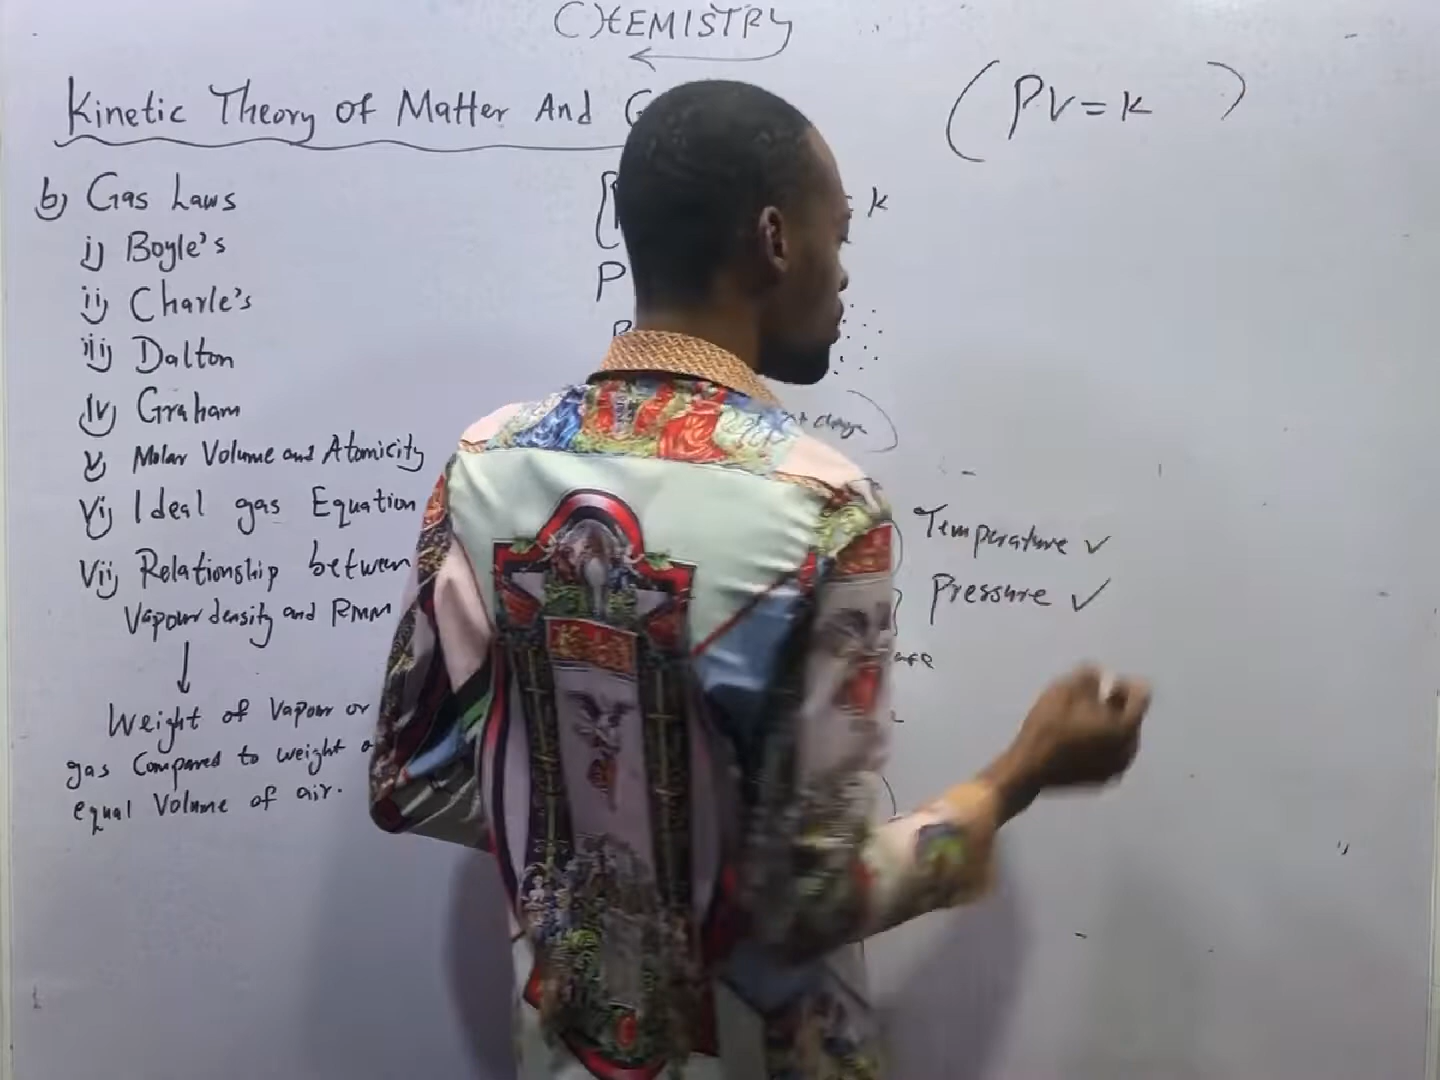 CHEMISTRY
Kinetic Theory of Matter And G
(PV=k)
b) Gas Laws
k
i) Boyle's
P
ii) Charle's
iii) Dalton
iv) Graham
change
v) Molar Volume and Atomicity
vi) Ideal gas Equation
Temperature ✓
vii) Relationship between
Pressure ✓
Vapour density and RMM
↓
Weight of Vapour or
gas Compared to weight o
equal Volume of air.